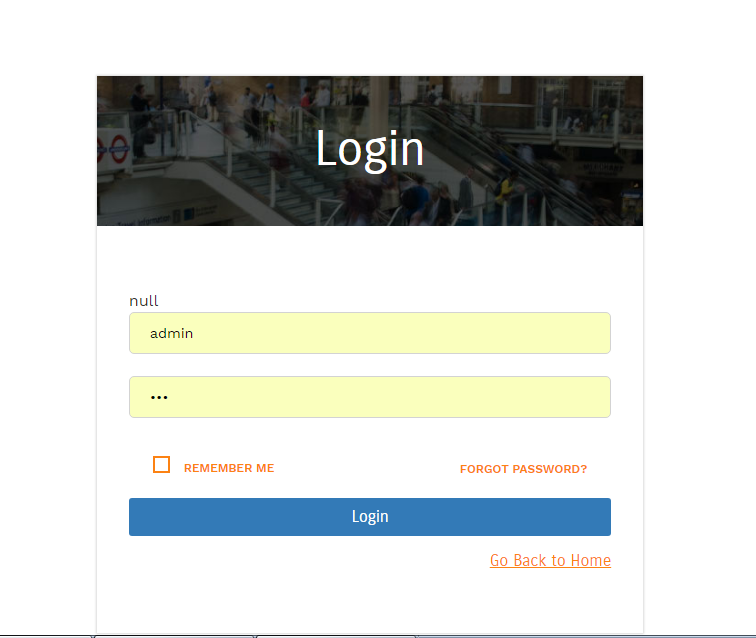 Login
null
admin
•••
REMEMBER ME
FORGOT PASSWORD?
Login
Go Back to Home